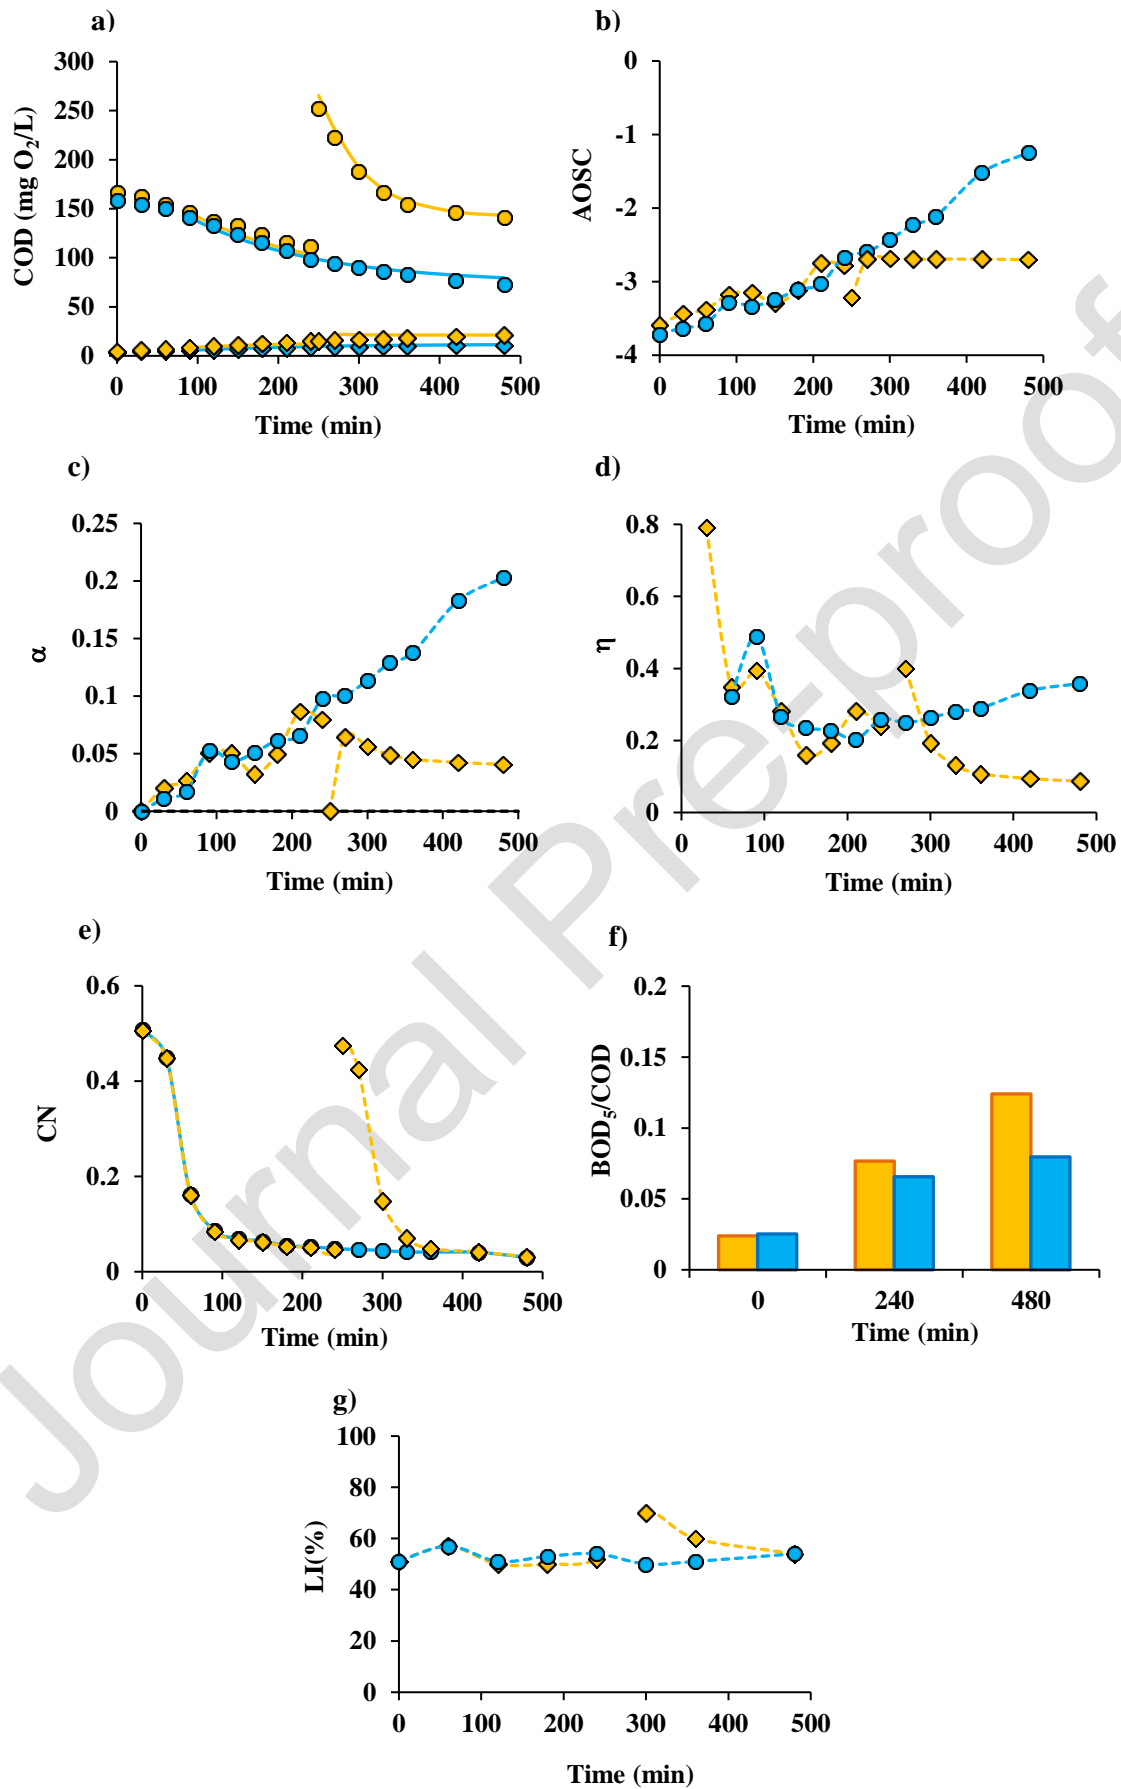 a)
300
250
200
150
100
50
0
COD (mg O₂/L)
0 100 200 300 400 500
Time (min)
b)
0
-1
-2
-3
-4
AOSC
0 100 200 300 400 500
Time (min)
c)
0.25
0.2
0.15
0.1
0.05
0
α
0 100 200 300 400 500
Time (min)
d)
0.8
0.6
0.4
0.2
0
η
0 100 200 300 400 500
Time (min)
e)
0.6
0.4
0.2
0
CN
0 100 200 300 400 500
Time (min)
f)
0.2
0.15
0.1
0.05
0
BOD₅/COD
0 240 480
Time (min)
g)
100
80
60
40
20
0
LI(%)
0 100 200 300 400 500
Time (min)
Journal Pre-proof